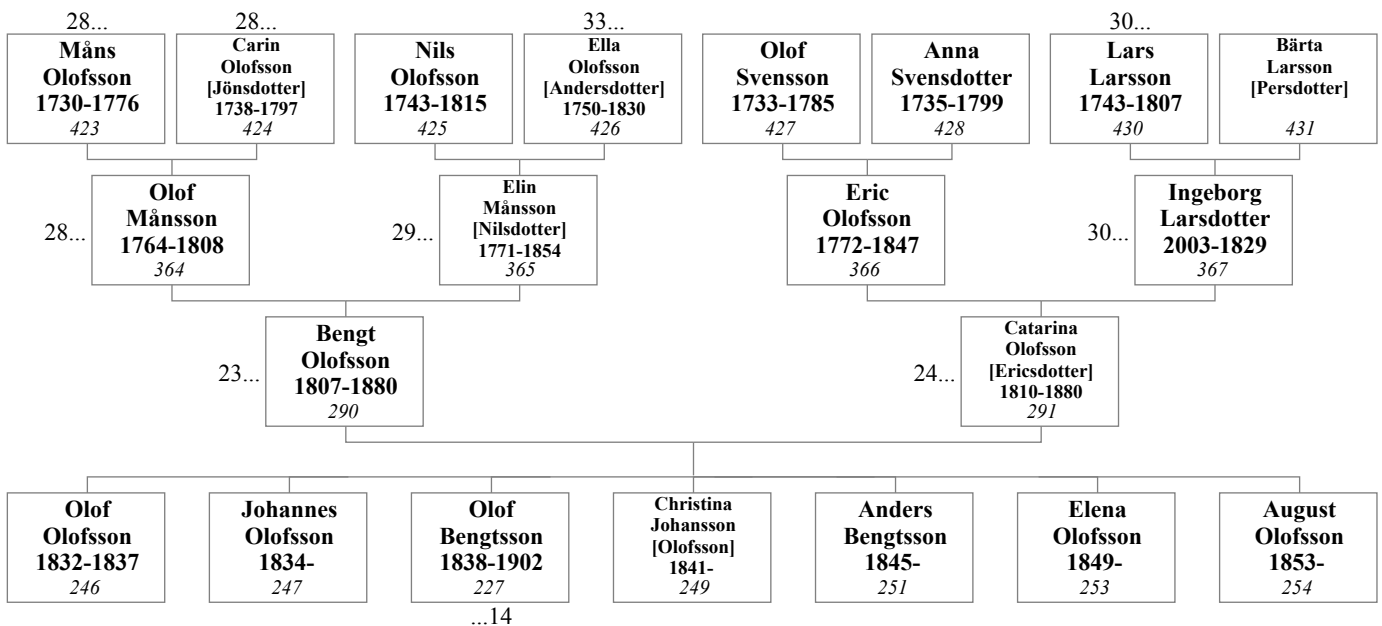 28...
28...
33...
30...
Måns
Olofsson
1730-1776
423
Carin
Olofsson
[Jönsdotter]
1738-1797
424
Nils
Olofsson
1743-1815
425
Ella
Olofsson
[Andersdotter]
1750-1830
426
Olof
Svensson
1733-1785
427
Anna
Svensdotter
1735-1799
428
Lars
Larsson
1743-1807
430
Bärta
Larsson
[Persdotter]
431
28...
Olof
Månsson
1764-1808
364
29...
Elin
Månsson
[Nilsdotter]
1771-1854
365
Eric
Olofsson
1772-1847
366
30...
Ingeborg
Larsdotter
2003-1829
367
23...
Bengt
Olofsson
1807-1880
290
24...
Catarina
Olofsson
[Ericsdotter]
1810-1880
291
Olof
Olofsson
1832-1837
246
Johannes
Olofsson
1834-
247
Olof
Bengtsson
1838-1902
227
Christina
Johansson
[Olofsson]
1841-
249
Anders
Bengtsson
1845-
251
Elena
Olofsson
1849-
253
August
Olofsson
1853-
254
...14